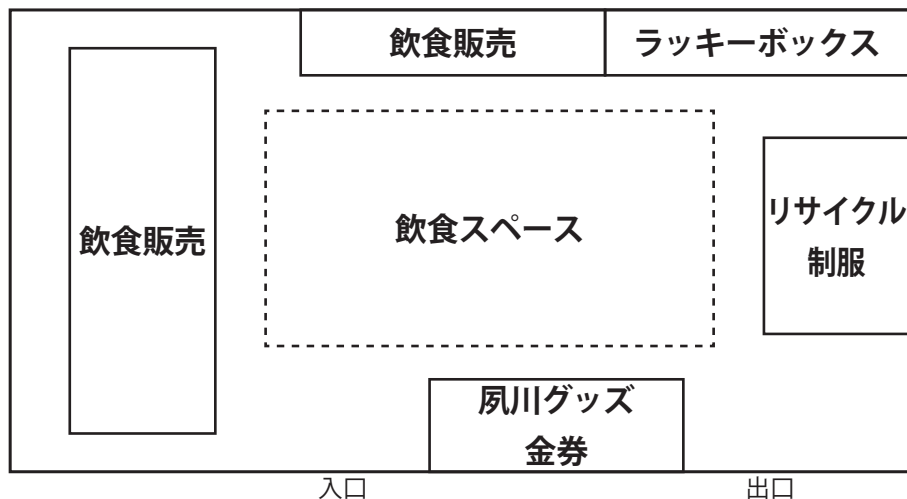 飲食販売
ラッキーボックス
飲食販売
飲食スペース
リサイクル
制服
夙川グッズ
金券
入口
出口